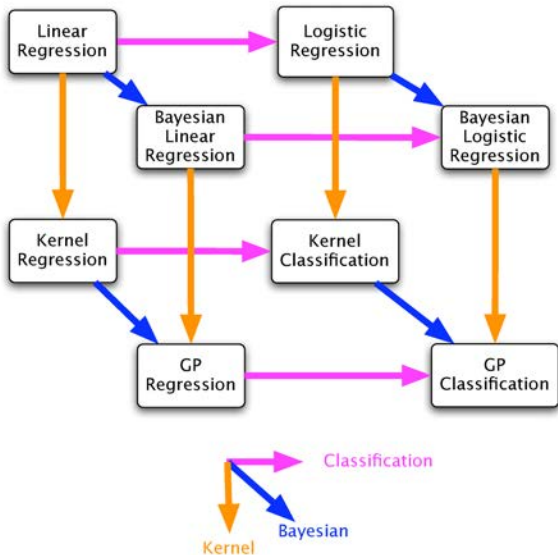 Linear
Regression
Logistic
Regression
Bayesian
Linear
Regression
Bayesian
Logistic
Regression
Kernel
Regression
Kernel
Classification
GP
Regression
GP
Classification
Classification
Bayesian
Kernel